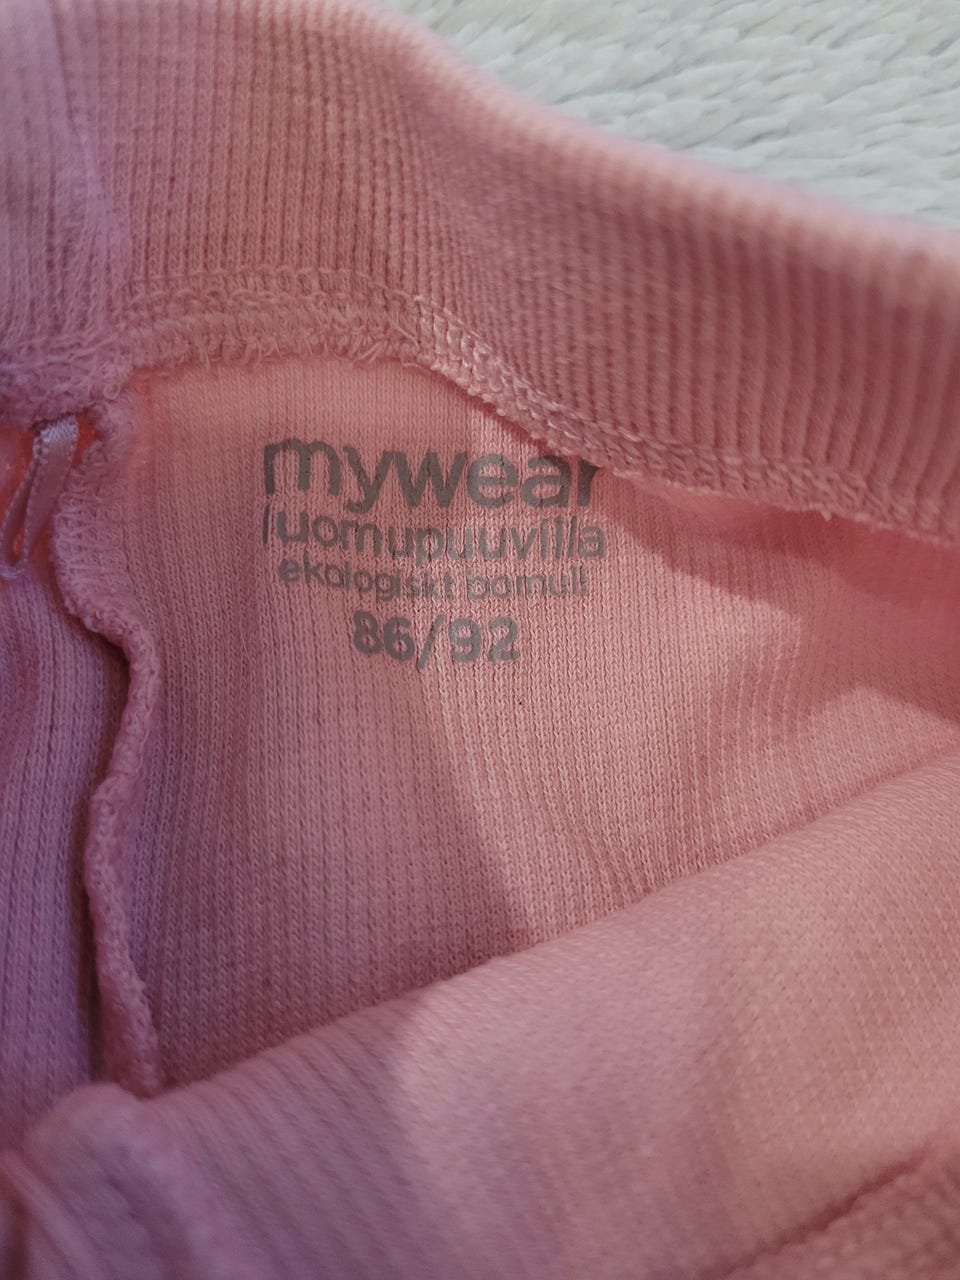 mywear
luomupuuvilla
ekologiskt bomull
86/92